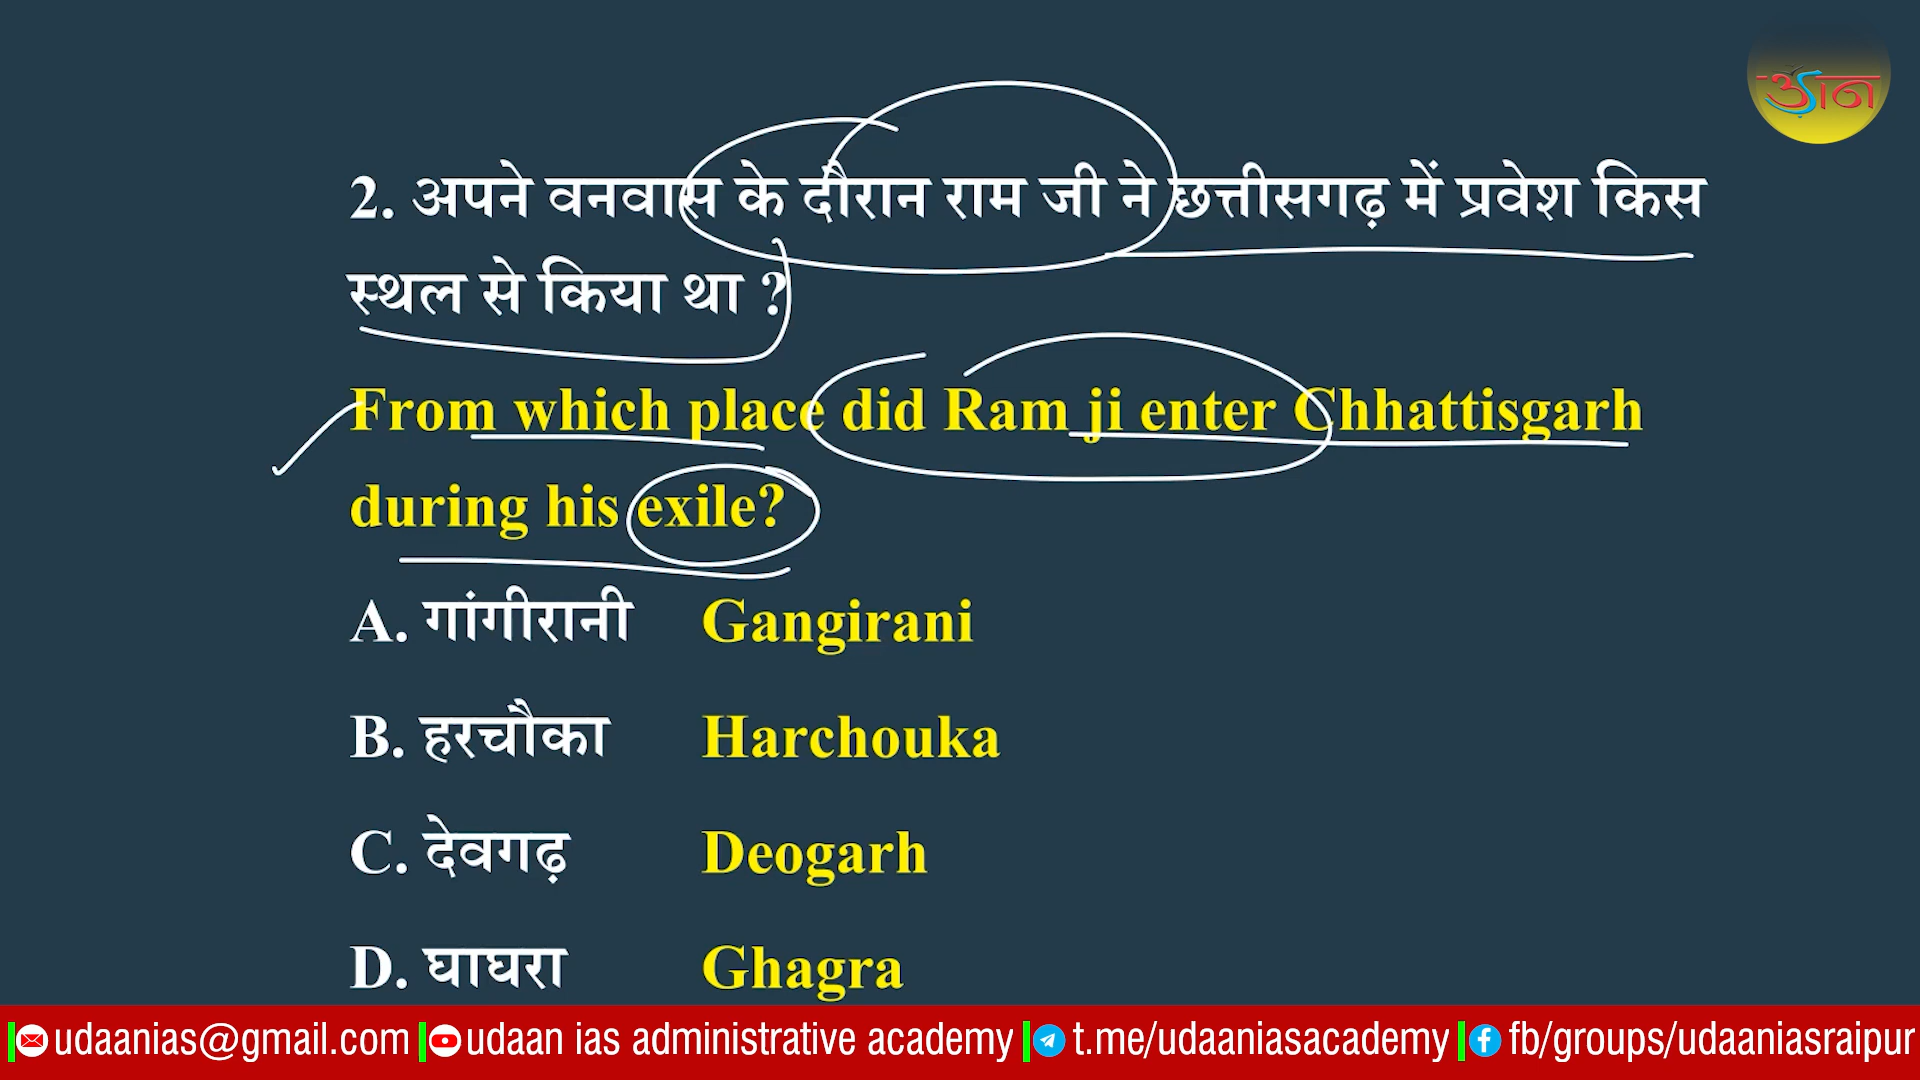 उड़ान
2. अपने वनवास के दौरान राम जी ने छत्तीसगढ़ में प्रवेश किस
स्थल से किया था ?
From which place did Ram ji enter Chhattisgarh
during his exile?
A. गांगीरानी Gangirani
B. हरचौका Harchouka
C. देवगढ़ Deogarh
D. घाघरा Ghagra
udaanias@gmail.com udaan ias administrative academy t.me/udaaniasacademy fb/groups/udaaniasraipur